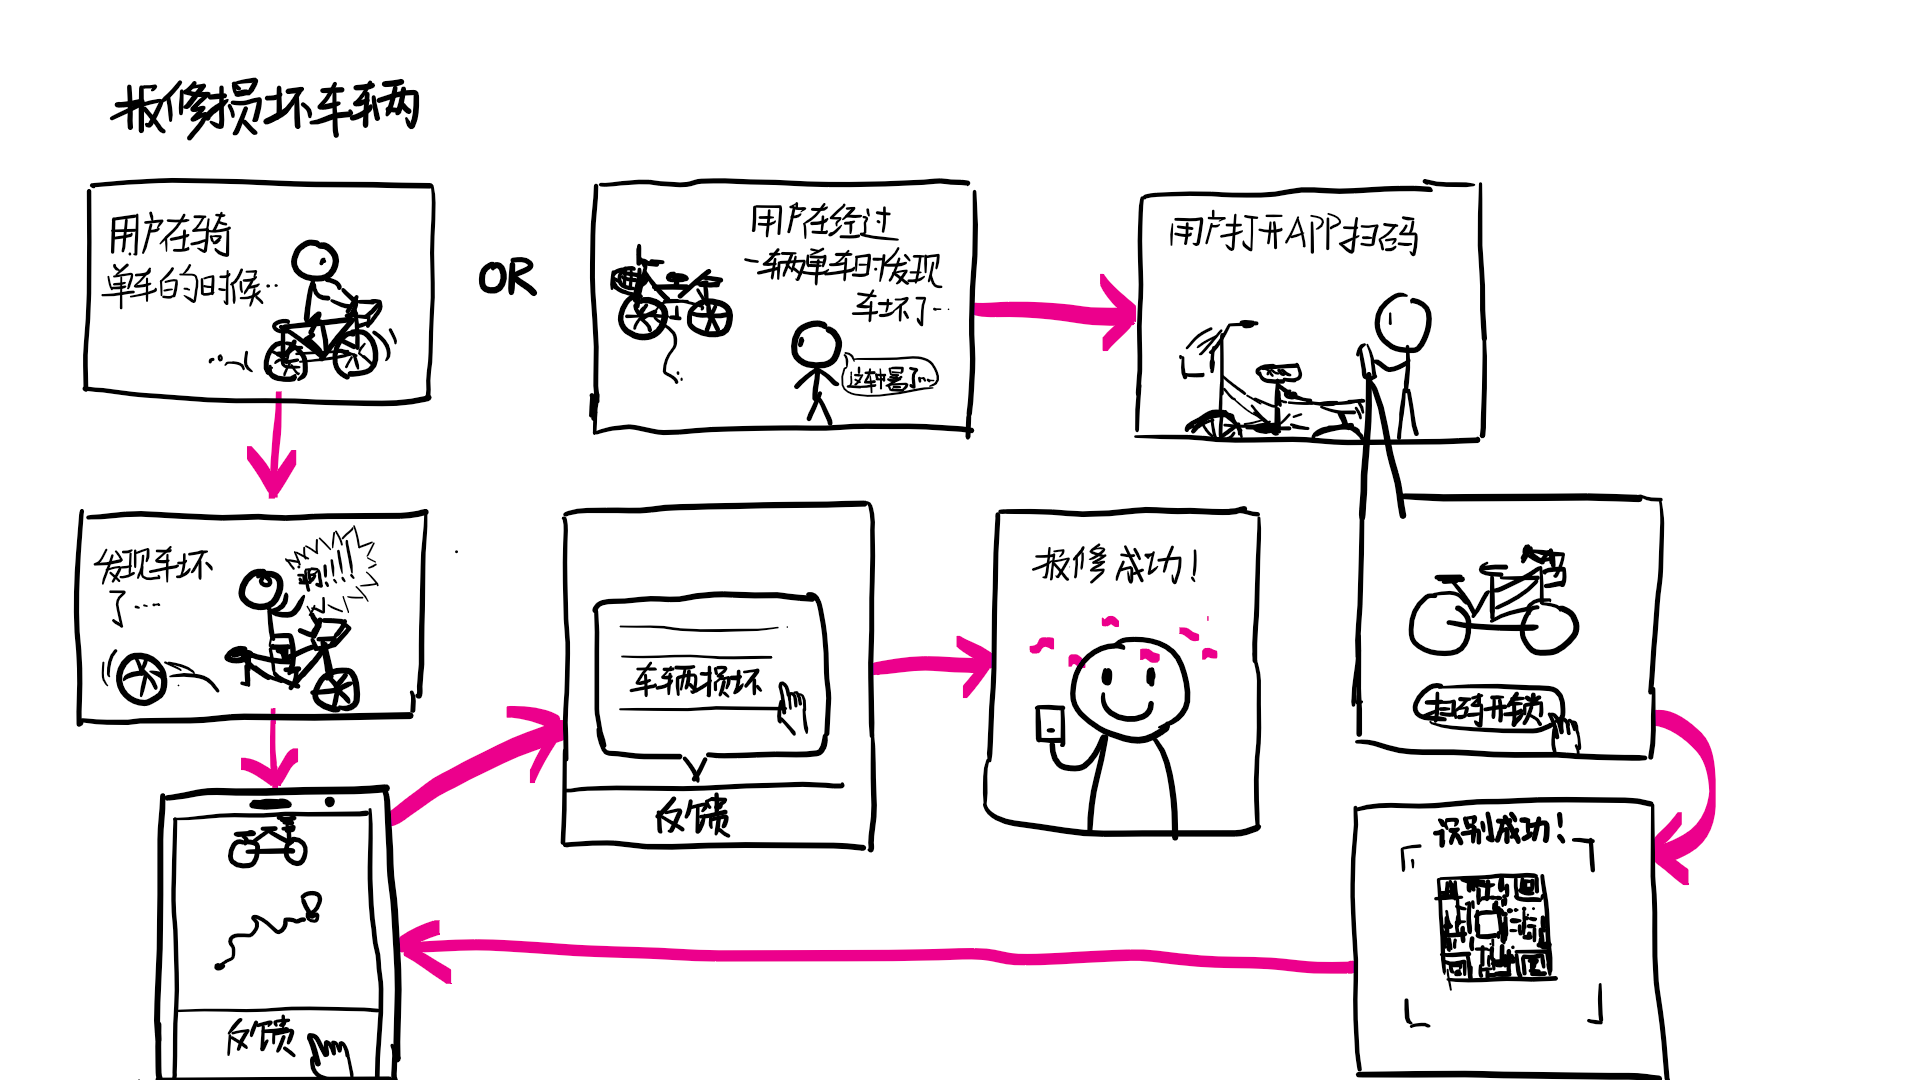 报修损坏车辆
用户在骑
单车的时候…
OR
用户在经过
一辆单车时发现
车坏了…
这车暑了…
用户打开APP扫码
发现车坏
了…
啊!!!!!
车辆损坏
反馈
报修成功!
扫码开锁
识别成功!
反馈